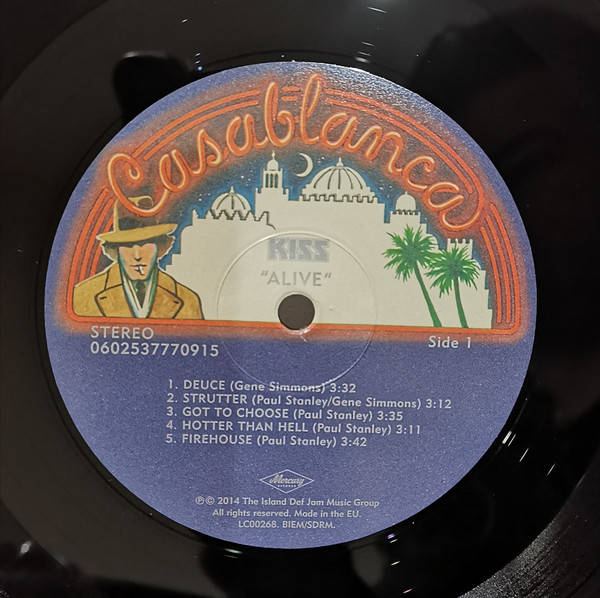 Casablanca
KISS
"ALIVE"
STEREO
0602537770915
Side 1
1. DEUCE (Gene Simmons) 3:32
2. STRUTTER (Paul Stanley/Gene Simmons) 3:12
3. GOT TO CHOOSE (Paul Stanley) 3:35
4. HOTTER THAN HELL (Paul Stanley) 3:11
5. FIREHOUSE (Paul Stanley) 3:42
Mercury
RECORDS
℗© 2014 The Island Def Jam Music Group
All rights reserved. Made in the EU.
LC00268. BIEM/SDRM.